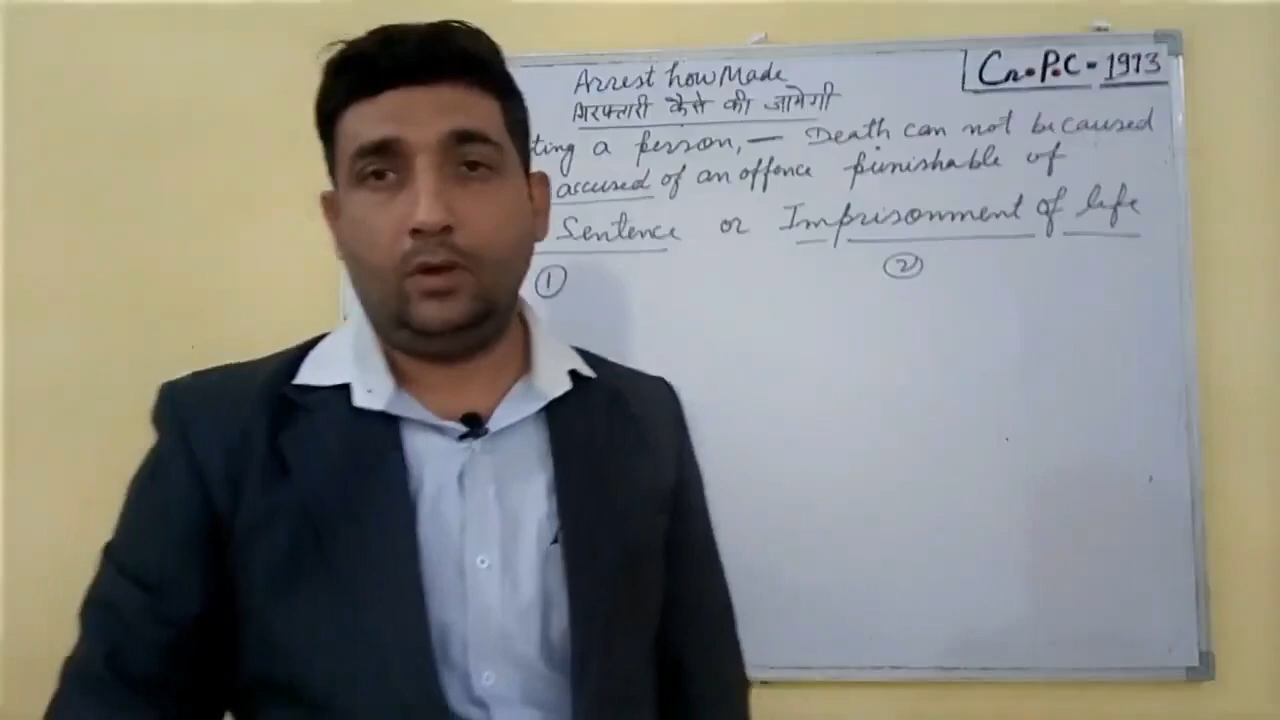 Arrest how Made
Cr.P.C - 1973
गिरफ्तारी कैसे की जायेगी
ting a person, — Death can not be caused
accused of an offence punishable of
Sentence or Imprisonment of life
① ②